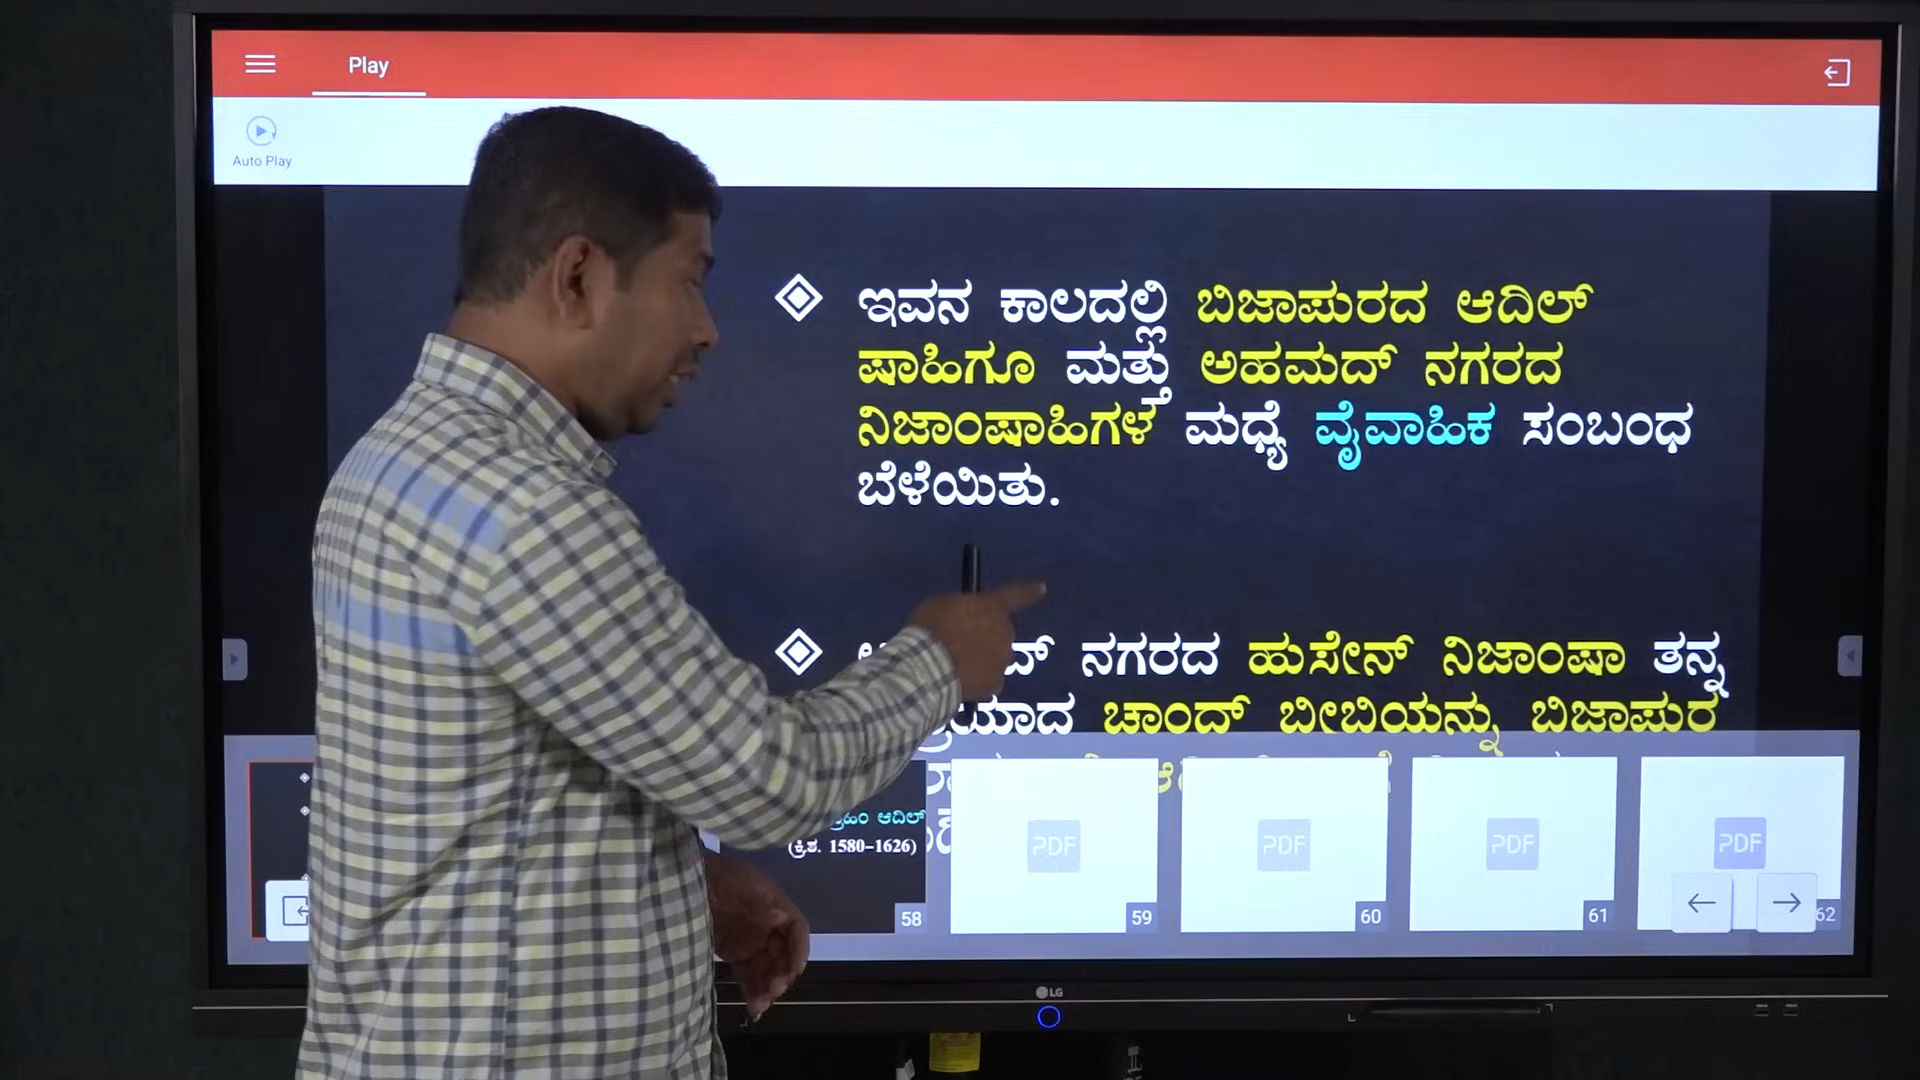 Play
Auto Play
ಇವನ ಕಾಲದಲ್ಲಿ ಬಿಜಾಪುರದ ಆದಿಲ್
ಷಾಹಿಗೂ ಮತ್ತು ಅಹಮದ್ ನಗರದ
ನಿಜಾಂಷಾಹಿಗಳ ಮಧ್ಯೆ ವೈವಾಹಿಕ ಸಂಬಂಧ
ಬೆಳೆಯಿತು.
ನಗರದ ಹುಸೇನ್ ನಿಜಾಂಷಾ ತನ್ನ
ಚಾಂದ್ ಬೀಬಿಯನ್ನು ಬಿಜಾಪುರ
ಆದಿಲ್
(ಕ್ರಿ.ಶ. 1580-1626)
PDF
PDF
PDF
PDF
58
59
60
61
62
LG